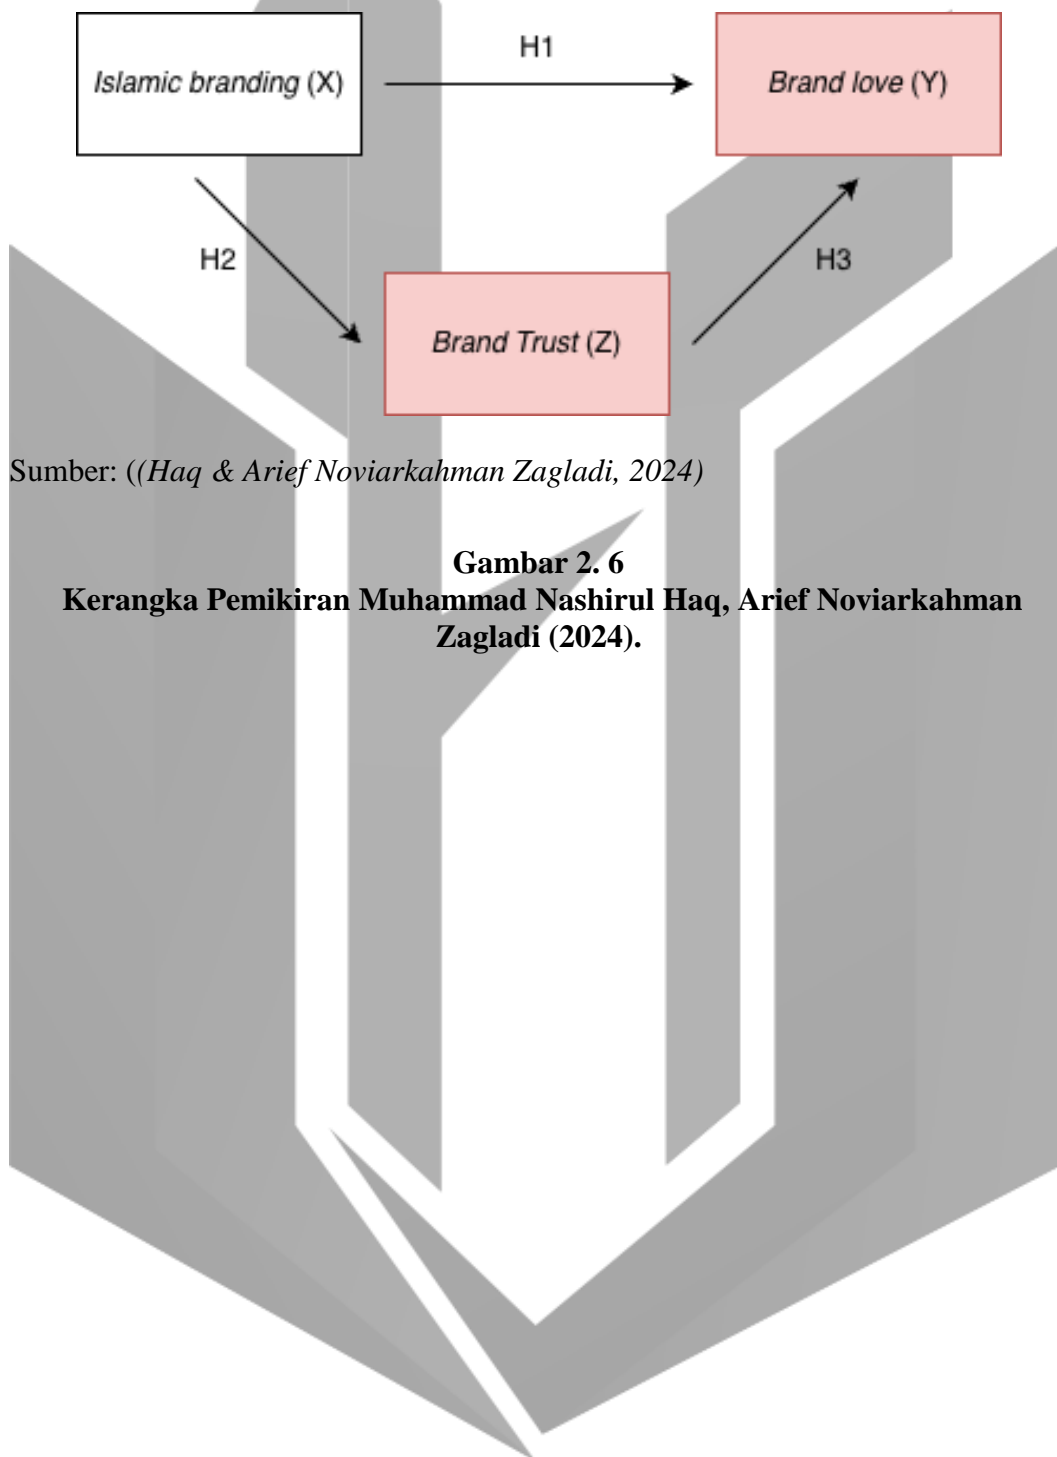 H1
Islamic branding (X)
Brand love (Y)
H2
H3
Brand Trust (Z)
Sumber: ((Haq & Arief Noviarkahman Zagladi, 2024)
Gambar 2. 6
Kerangka Pemikiran Muhammad Nashirul Haq, Arief Noviarkahman
Zagladi (2024).